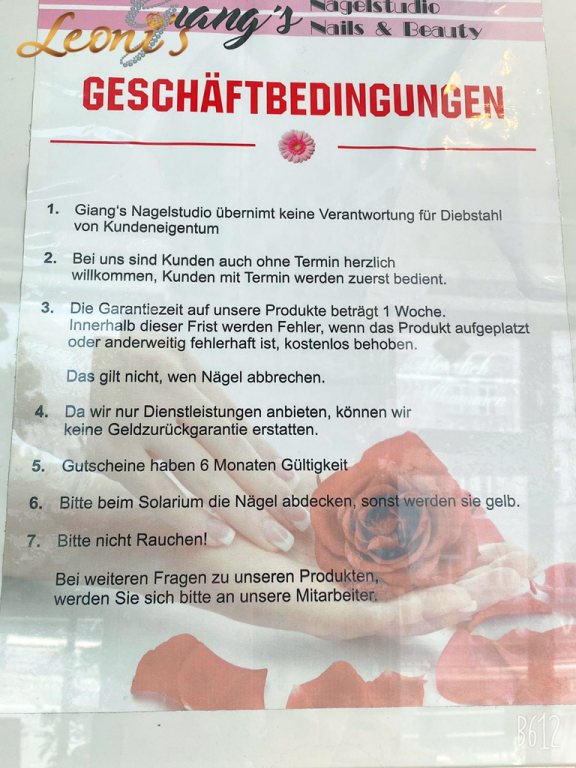 Leoni's Giang's Nagelstudio
Nails & Beauty
GESCHÄFTBEDINGUNGEN
1. Giang's Nagelstudio übernimt keine Verantwortung für Diebstahl
von Kundeneigentum
2. Bei uns sind Kunden auch ohne Termin herzlich
willkommen, Kunden mit Termin werden zuerst bedient.
3. Die Garantiezeit auf unsere Produkte beträgt 1 Woche.
Innerhalb dieser Frist werden Fehler, wenn das Produkt aufgeplatzt
oder anderweitig fehlerhaft ist, kostenlos behoben.
Das gilt nicht, wen Nägel abbrechen.
4. Da wir nur Dienstleistungen anbieten, können wir
keine Geldzurückgarantie erstatten.
5. Gutscheine haben 6 Monaten Gültigkeit
6. Bitte beim Solarium die Nägel abdecken, sonst werden sie gelb.
7. Bitte nicht Rauchen!
Bei weiteren Fragen zu unseren Produkten,
werden Sie sich bitte an unsere Mitarbeiter.
B612